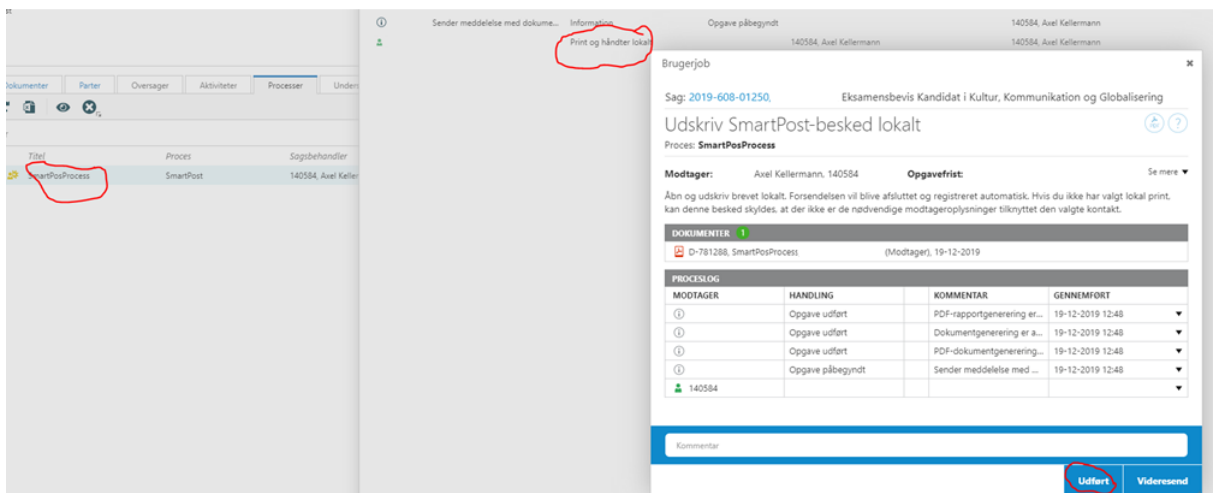 Sender meddelelse med dokume... Information Opgave påbegyndt 140584, Axel Kellermann
Print og håndter lokalt 140584, Axel Kellermann 140584, Axel Kellermann
Dokumenter Parter Oversager Aktiviteter Processer
Titel Proces Sagsbehandler
SmartPosProcess SmartPost 140584, Axel Keller
Brugerjob
Sag: 2019-608-01250, Eksamensbevis Kandidat i Kultur, Kommunikation og Globalisering
Udskriv SmartPost-besked lokalt
Proces: SmartPosProcess
Modtager: Axel Kellermann, 140584 Opgavefrist: Se mere ▼
Åbn og udskriv brevet lokalt. Forsendelsen vil blive afsluttet og registreret automatisk. Hvis du ikke har valgt lokal print,
kan denne besked skyldes, at der ikke er de nødvendige modtageroplysninger tilknyttet den valgte kontakt.
DOKUMENTER 1
D-781288, SmartPosProcess (Modtager), 19-12-2019
PROCESLOG
MODTAGER HANDLING KOMMENTAR GENNEMFØRT
Opgave udført PDF-rapportgenerering er... 19-12-2019 12:48
Opgave udført Dokumentgenerering er a... 19-12-2019 12:48
Opgave udført PDF-dokumentgenerering... 19-12-2019 12:48
Opgave påbegyndt Sender meddelelse med ... 19-12-2019 12:48
140584
Kommentar
Udført Videresend